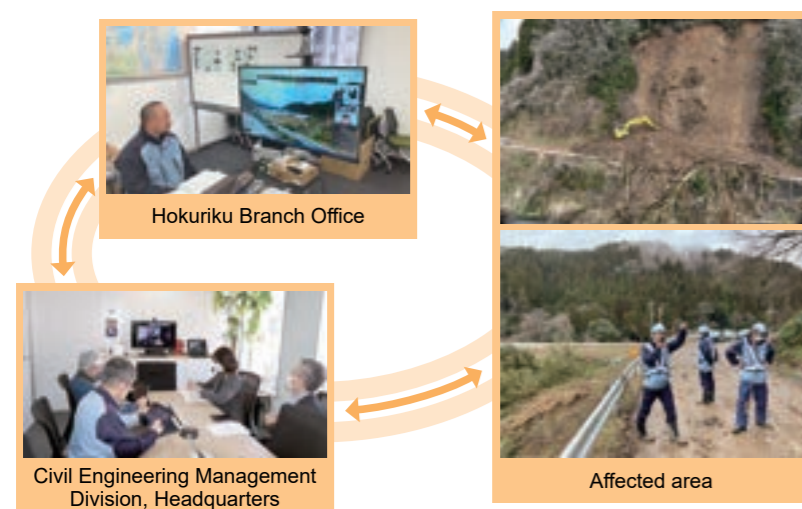 Hokuriku Branch Office
Civil Engineering Management
Division, Headquarters
Affected area